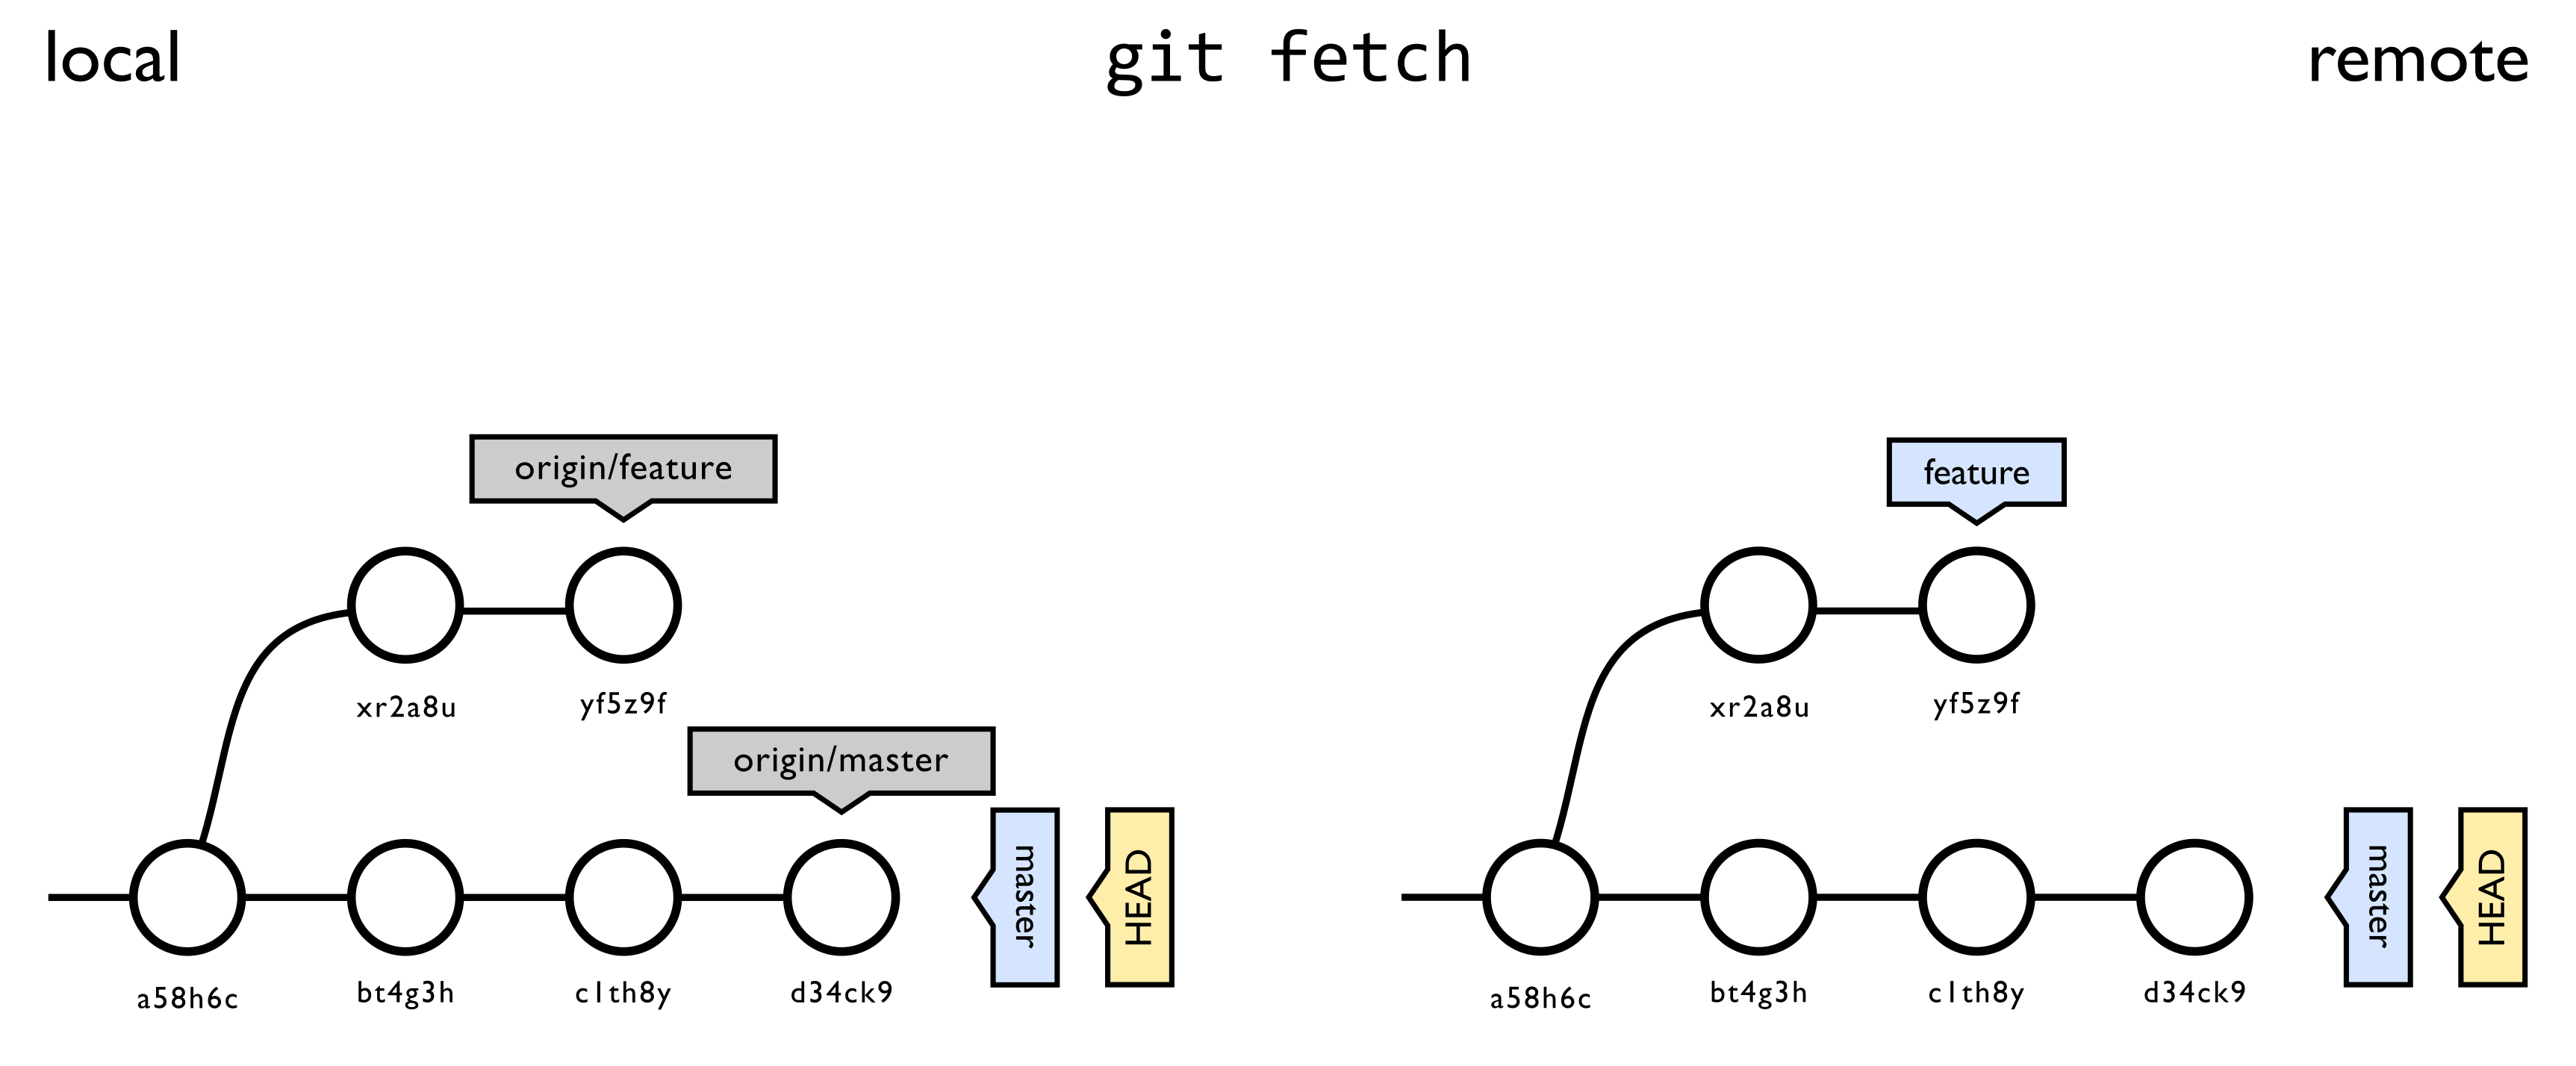 local
git fetch
remote
origin/feature
feature
xr2a8u
yf5z9f
xr2a8u
yf5z9f
origin/master
master
HEAD
master
HEAD
a58h6c
bt4g3h
c1th8y
d34ck9
a58h6c
bt4g3h
c1th8y
d34ck9